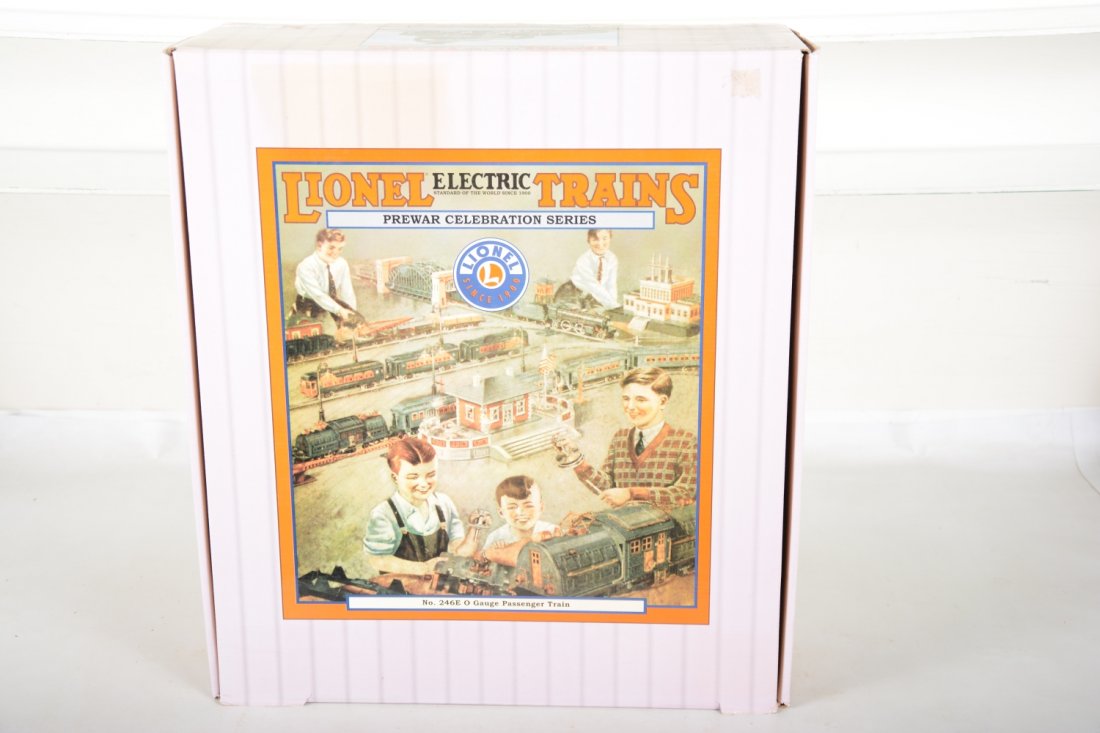 LIONEL ELECTRIC TRAINS
STANDARD OF THE WORLD SINCE 1900
PREWAR CELEBRATION SERIES
LIONEL
L
SINCE 1900
No. 246E O Gauge Passenger Train